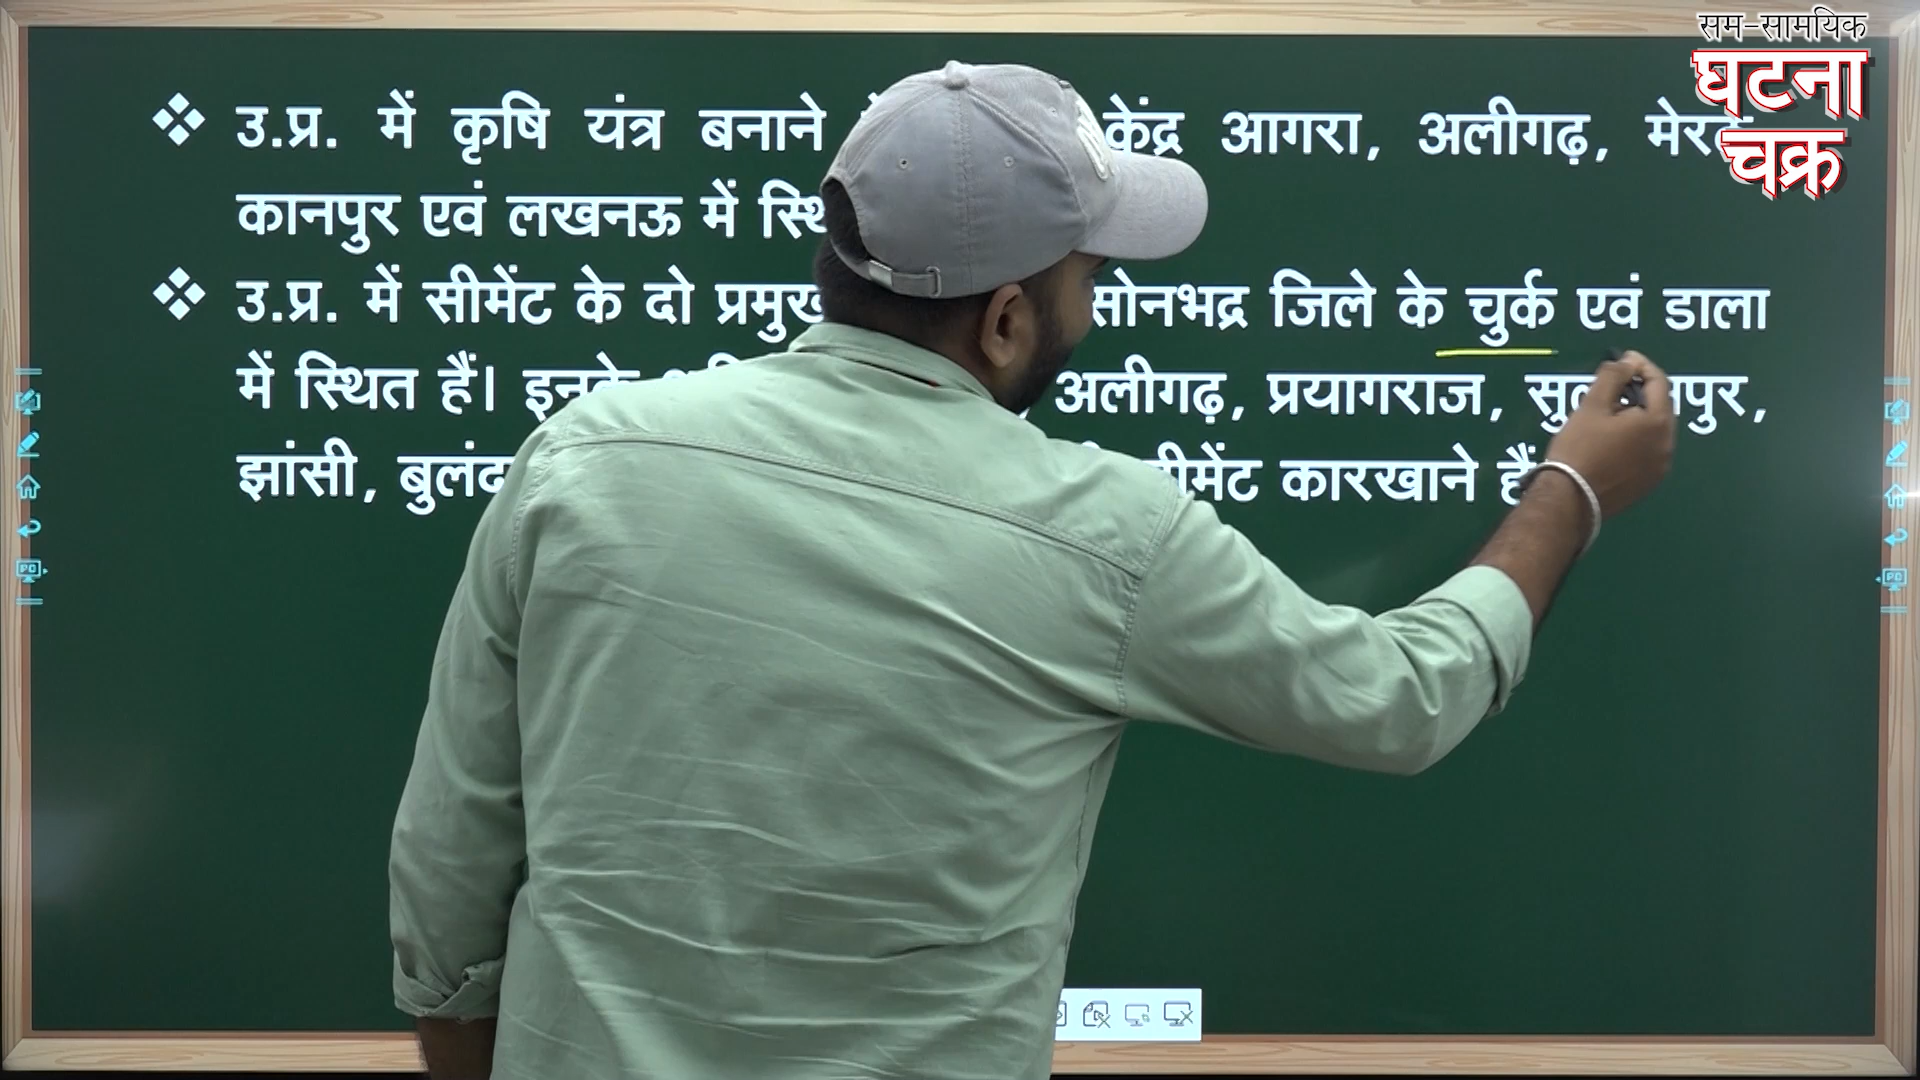 सम-सामयिक
घटना
चक्र
❖ उ.प्र. में कृषि यंत्र बनाने केंद्र आगरा, अलीगढ़,
कानपुर एवं लखनऊ में
❖ उ.प्र. में सीमेंट के दो प्रमुख सोनभद्र जिले के चुर्क एवं डाला
में स्थित हैं। अलीगढ़, प्रयागराज,
झांसी, कारखाने